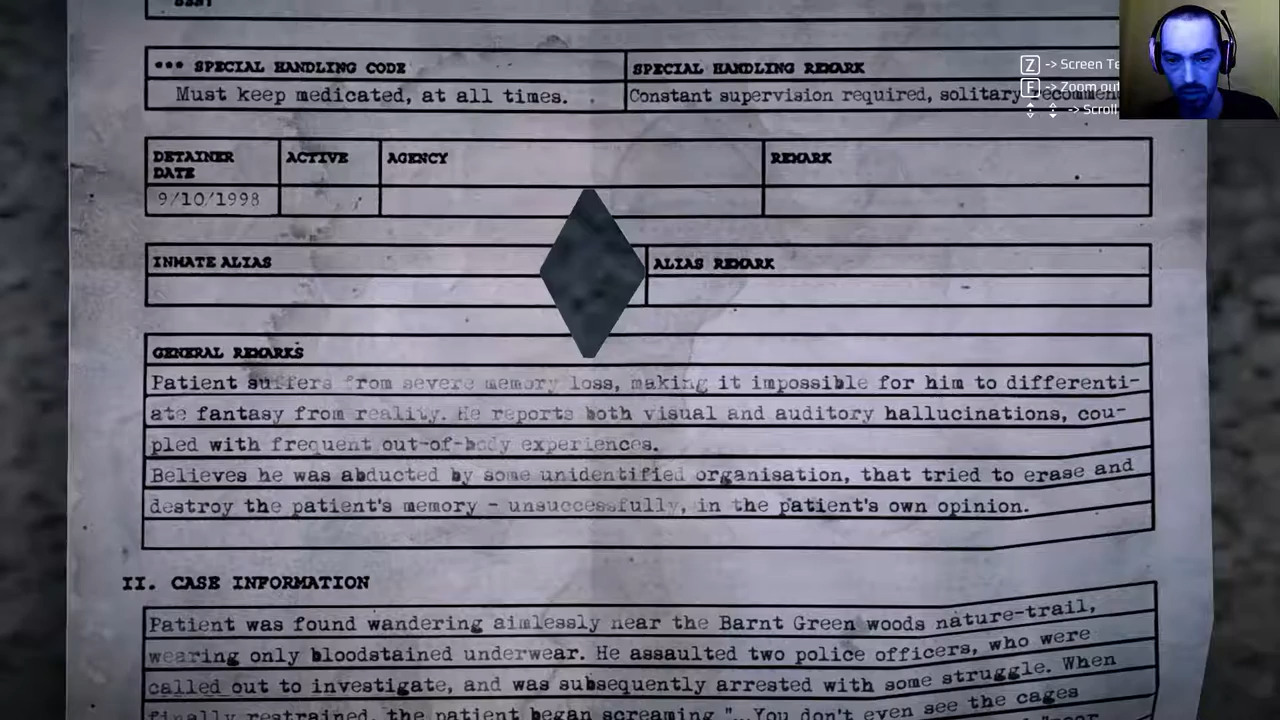 *** SPECIAL HANDLING CODE
SPECIAL HANDLING REMARK
Must keep medicated, at all times.
Constant supervision required, solitary recommen
Z -> Screen Te
F -> Zoom out
-> Scroll
DETAINER DATE
ACTIVE
AGENCY
REMARK
9/10/1998
INMATE ALIAS
ALIAS REMARK
GENERAL REMARKS
Patient suffers from severe memory loss, making it impossible for him to differenti-
ate fantasy from reality. He reports both visual and auditory hallucinations, cou-
pled with frequent out-of-body experiences.
Believes he was abducted by some unidentified organisation, that tried to erase and
destroy the patient's memory - unsuccessfully, in the patient's own opinion.
II. CASE INFORMATION
Patient was found wandering aimlessly near the Barnt Green woods nature-trail,
wearing only bloodstained underwear. He assaulted two police officers, who were
called out to investigate, and was subsequently arrested with some struggle. When
finally restrained, the patient began screaming "...You don't even see the cages